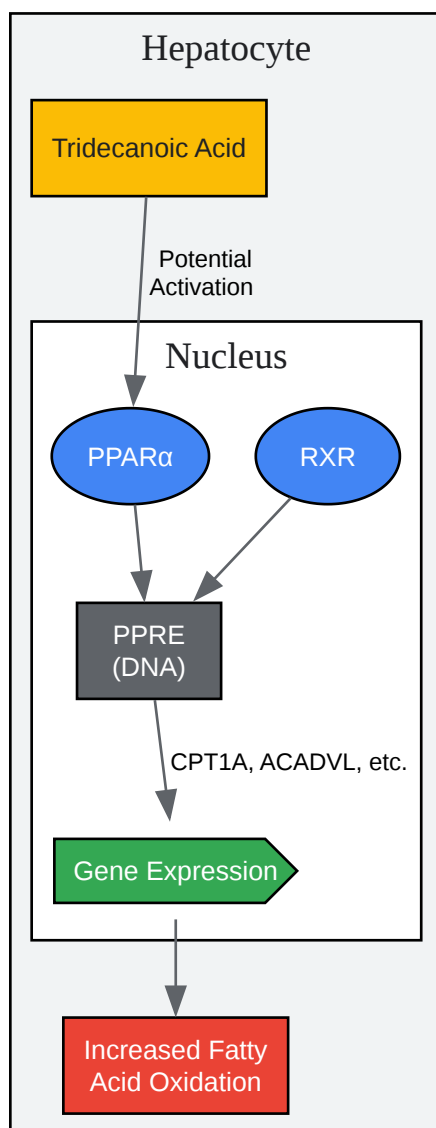 Hepatocyte
Tridecanoic Acid
Potential
Activation
Nucleus
PPARα
RXR
PPRE
(DNA)
CPT1A, ACADVL, etc.
Gene Expression
Increased Fatty
Acid Oxidation